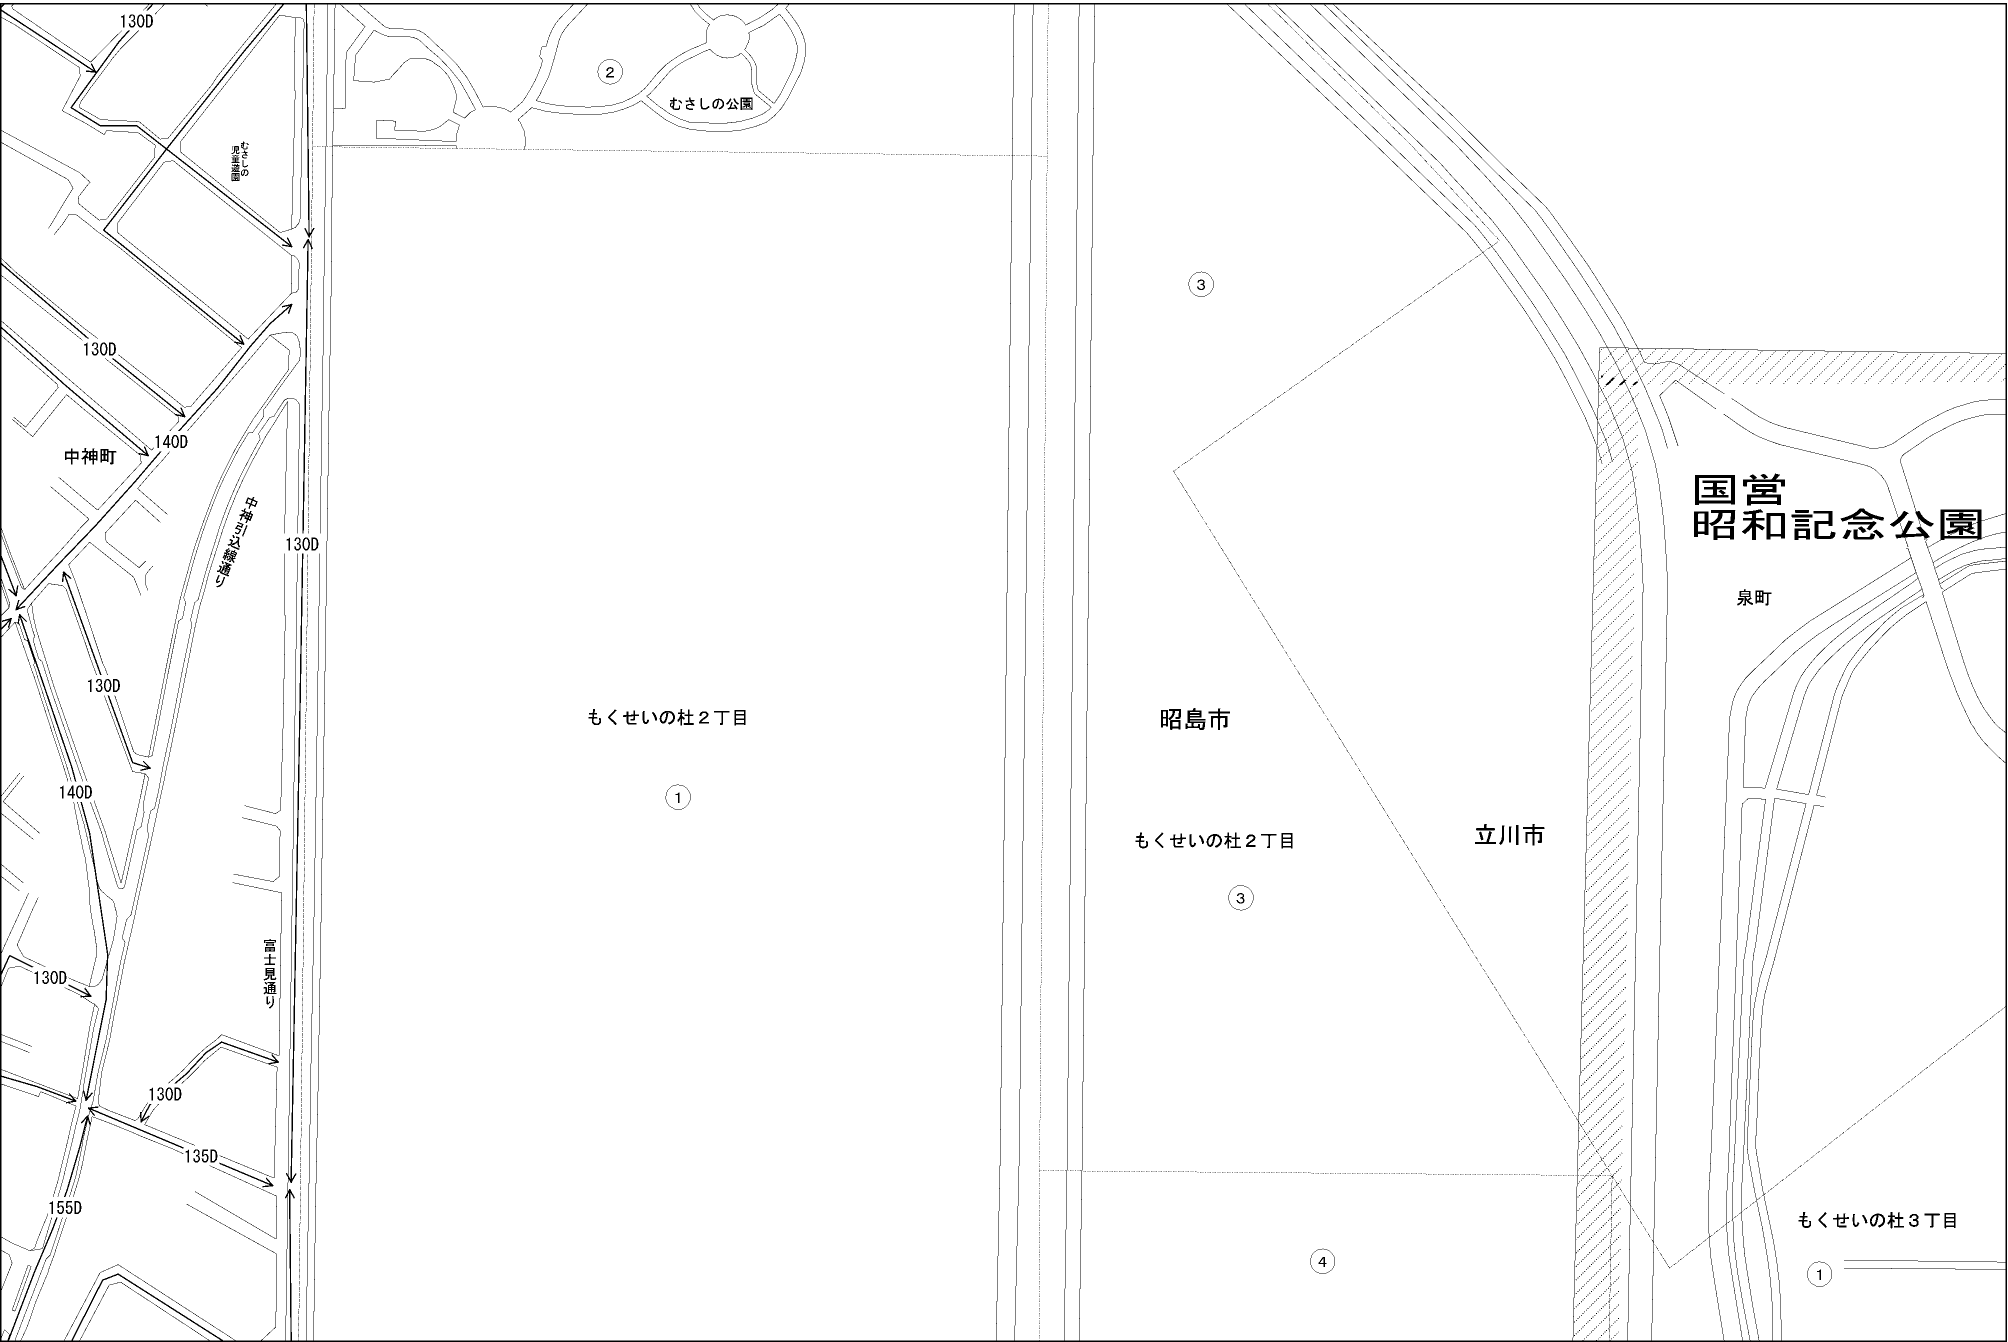 130D
②
むさしの公園
むさしの
児童遊園
③
130D
140D
中神町
国営
昭和記念公園
中神引込線通り
130D
泉町
130D
もくせいの杜２丁目
昭島市
140D
①
もくせいの杜２丁目
立川市
③
富士見通り
130D
130D
135D
155D
もくせいの杜３丁目
④
①